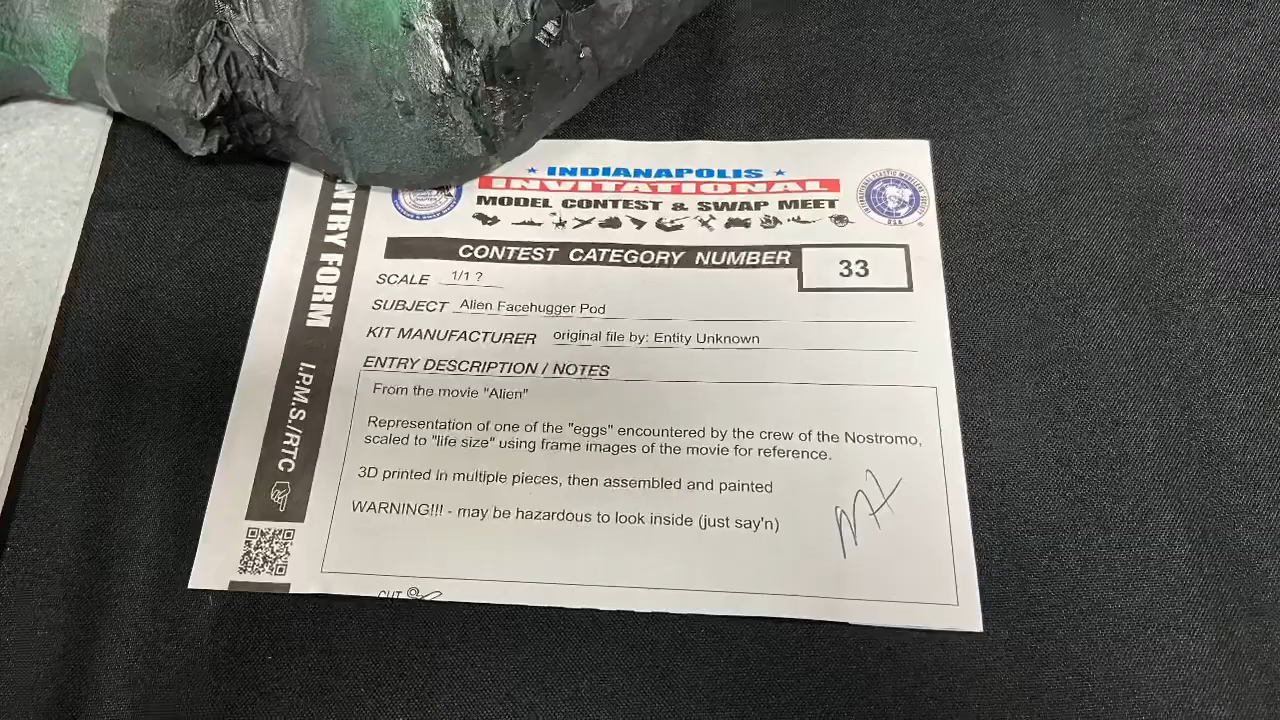 INDIANAPOLIS
INVITATIONAL
MODEL CONTEST & SWAP MEET
CONTEST CATEGORY NUMBER 33
SCALE 1/1 ?
SUBJECT Alien Facehugger Pod
KIT MANUFACTURER original file by: Entity Unknown
ENTRY DESCRIPTION / NOTES
From the movie "Alien"
Representation of one of the "eggs" encountered by the crew of the Nostromo,
scaled to "life size" using frame images of the movie for reference.
3D printed in multiple pieces, then assembled and painted
WARNING!!! - may be hazardous to look inside (just say'n)
CUT
NTRY FORM I.P.M.S./RTC